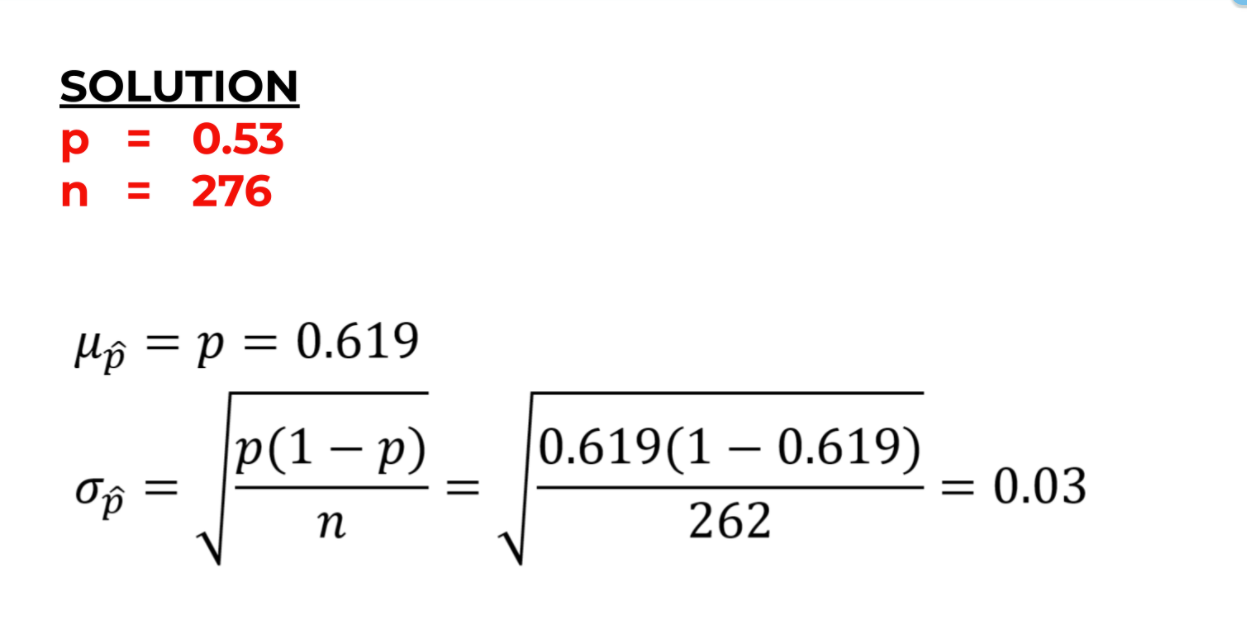 SOLUTION
p = 0.53
n = 276
μ_p̂ = p = 0.619
σ_p̂ = √(p(1 − p)/n) = √(0.619(1 − 0.619)/262) = 0.03